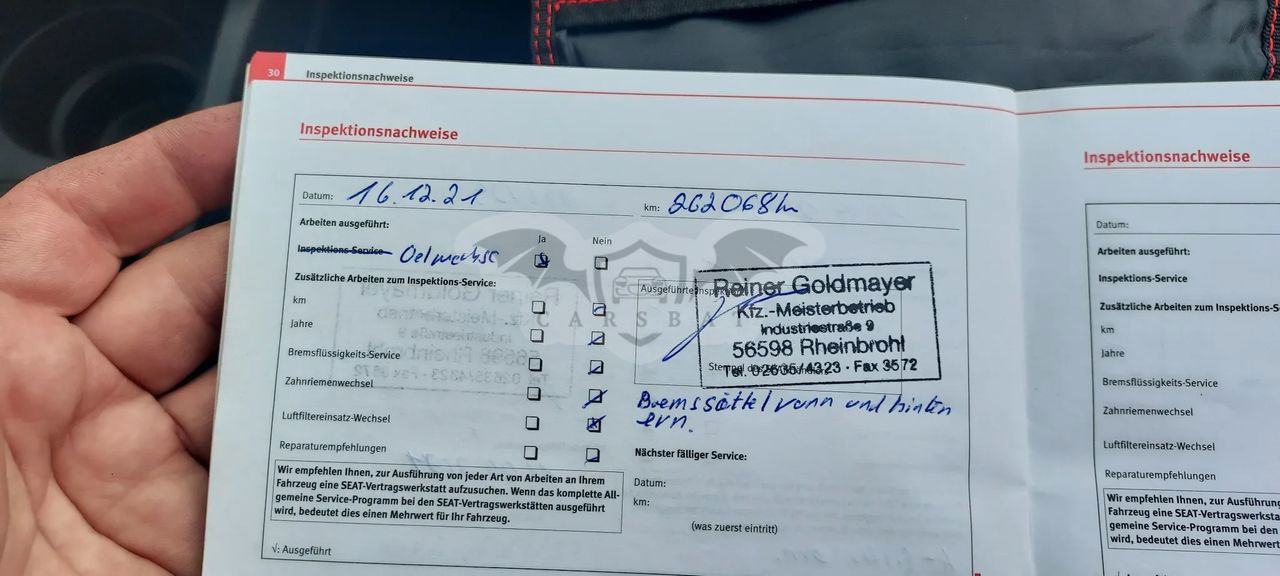 30 Inspektionsnachweise
Inspektionsnachweise
Datum: 16.12.21 km: 262068km
Arbeiten ausgeführt:
Ja Nein
Inspektions-Service Oelwechsel
Zusätzliche Arbeiten zum Inspektions-Service:
km
Jahre
Bremsflüssigkeits-Service
Zahnriemenwechsel
Luftfiltereinsatz-Wechsel
Reparaturempfehlungen
Wir empfehlen Ihnen, zur Ausführung von jeder Art von Arbeiten an Ihrem
Fahrzeug eine SEAT-Vertragswerkstatt aufzusuchen. Wenn das komplette All-
gemeine Service-Programm bei den SEAT-Vertragswerkstätten ausgeführt
wird, bedeutet dies einen Mehrwert für Ihr Fahrzeug.
√: Ausgeführt
Reiner Goldmayer
Kfz.-Meisterbetrieb
Industriestraße 9
56598 Rheinbrohl
Tel. 02635/4323 · Fax 3572
Bremssättel vorn und hinten
ern.
Nächster fälliger Service:
Datum:
km:
(was zuerst eintritt)
CARSBAT
Inspektionsnachweise
Datum:
Arbeiten ausgeführt:
Inspektions-Service
Zusätzliche Arbeiten zum Inspektions-S
km
Jahre
Bremsflüssigkeits-Service
Zahnriemenwechsel
Luftfiltereinsatz-Wechsel
Reparaturempfehlungen
Wir empfehlen Ihnen, zur Ausführung
Fahrzeug eine SEAT-Vertragswerksta
gemeine Service-Programm bei den
wird, bedeutet dies einen Mehrwert